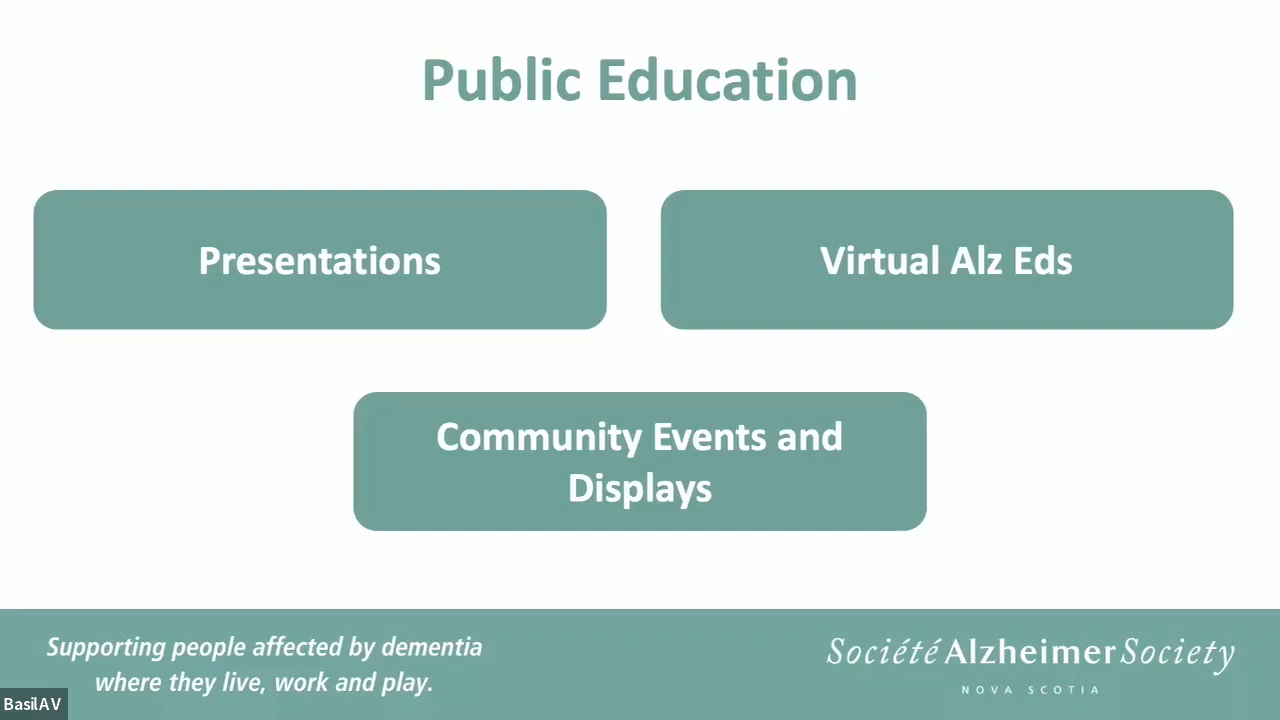 Public Education
Presentations
Virtual Alz Eds
Community Events and
Displays
Supporting people affected by dementia
where they live, work and play.
Société Alzheimer Society
NOVA SCOTIA
BasilAV